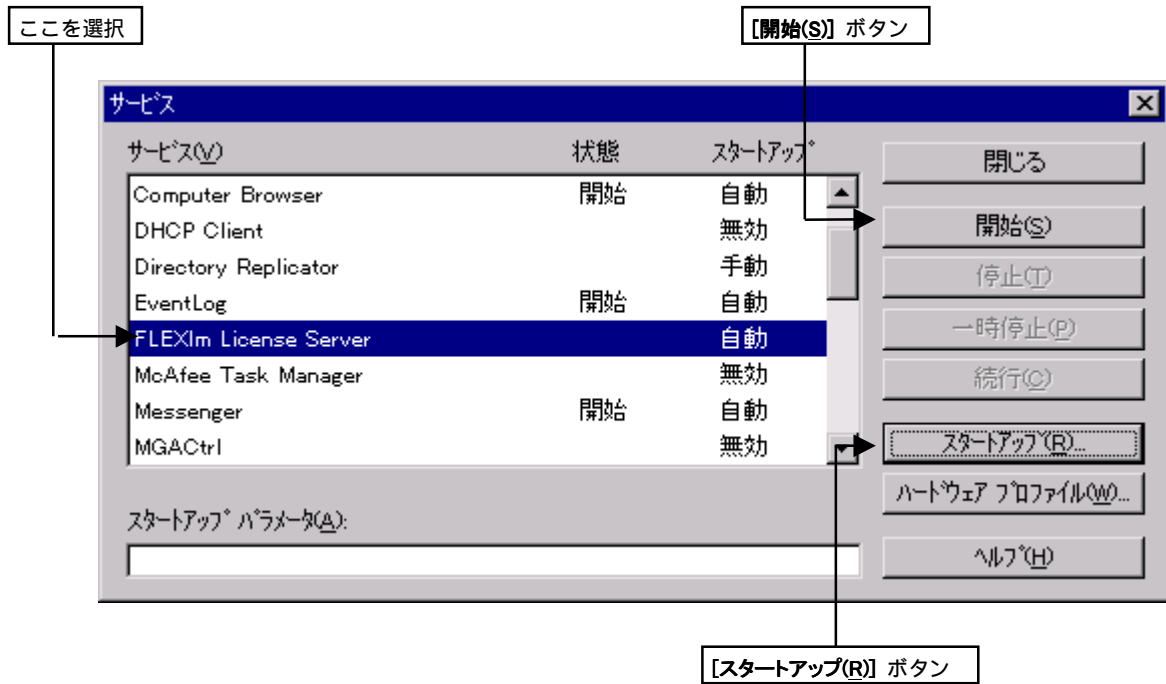 ここを選択
[開始(S)] ボタン
サービス
サービス(V) 状態 スタートアップ
Computer Browser 開始 自動
DHCP Client 無効
Directory Replicator 手動
EventLog 開始 自動
FLEXlm License Server 自動
McAfee Task Manager 無効
Messenger 開始 自動
MGACtrl 無効
スタートアップ パラメータ(A):
閉じる
開始(S)
停止(T)
一時停止(P)
続行(C)
スタートアップ(R)...
ハードウェア プロファイル(W)...
ヘルプ(H)
[スタートアップ(R)] ボタン